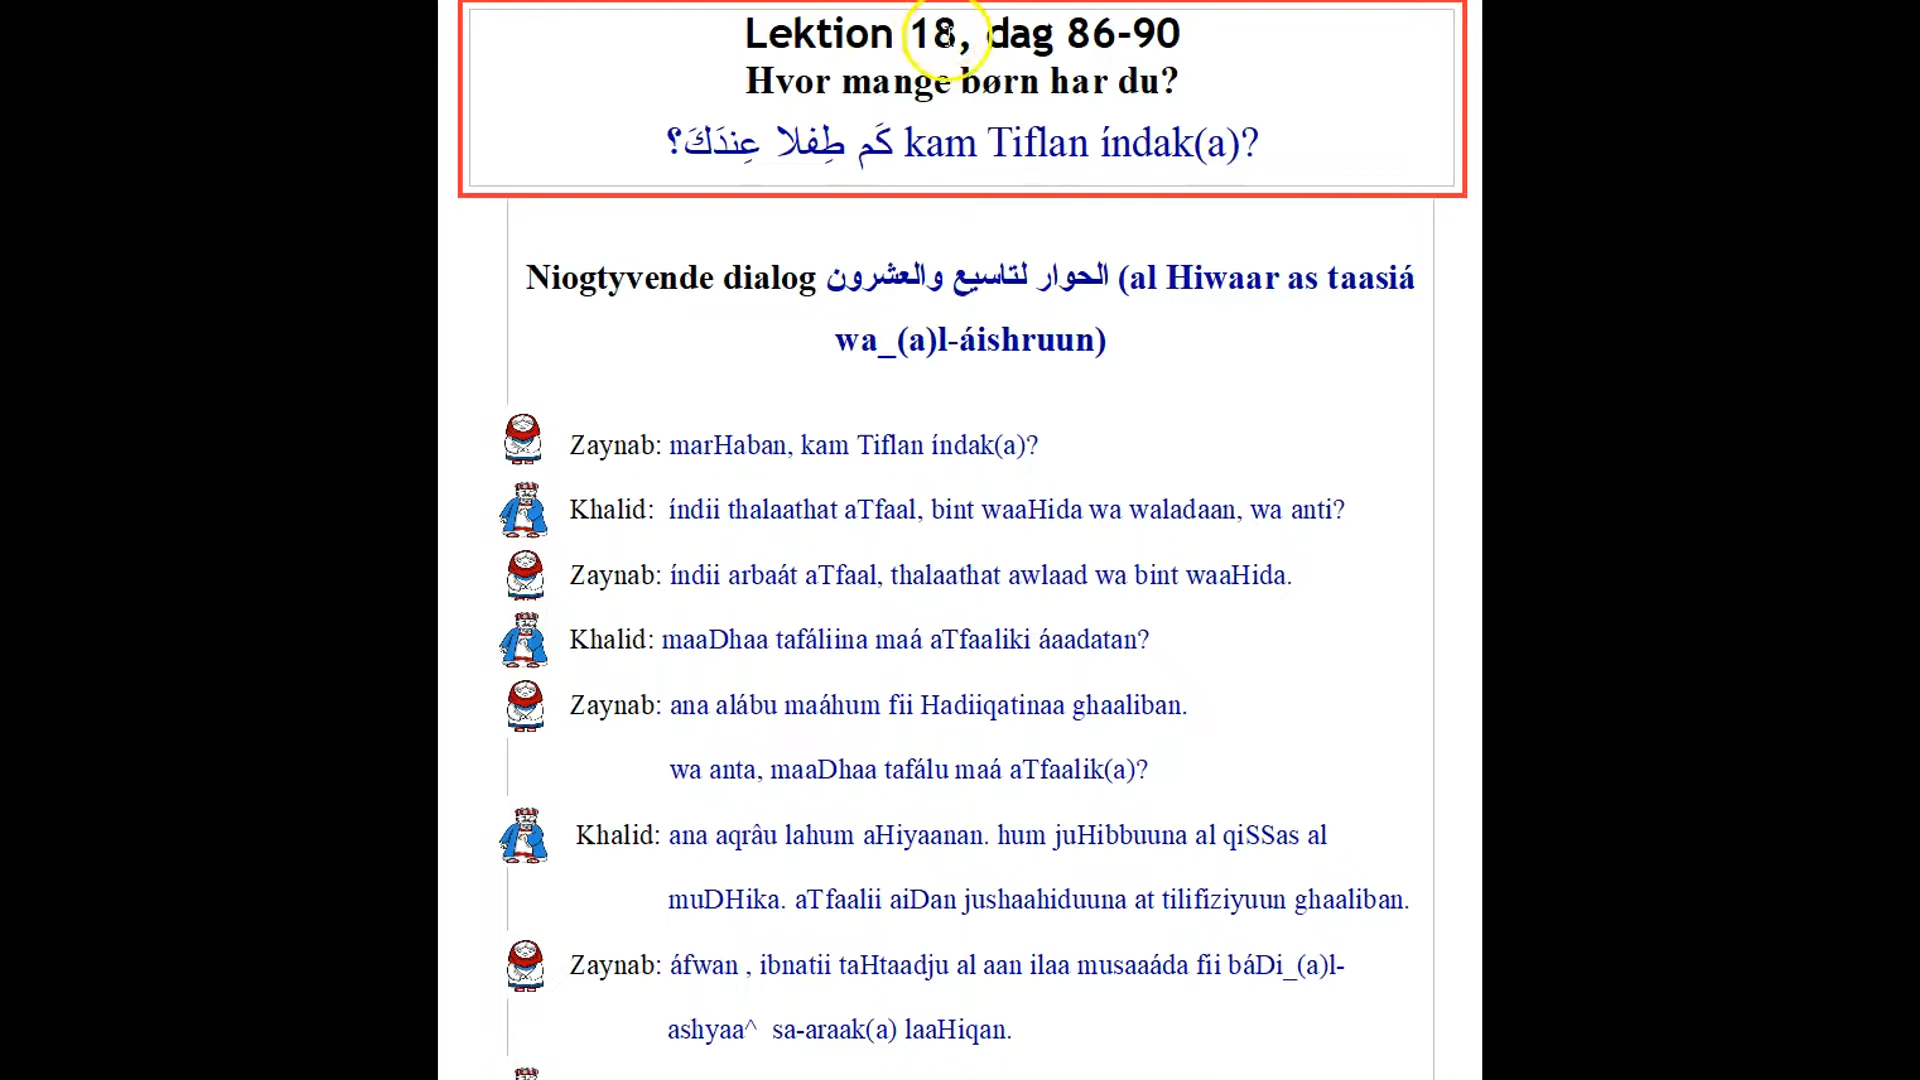 Lektion 18, dag 86-90
Hvor mange børn har du?
كَم طِفلا عِندَكَ؟ kam Tiflan índak(a)?
Niogtyvende dialog الحوار لتاسيع والعشرون (al Hiwaar as taasiá
wa_(a)l-áishruun)
Zaynab: marHaban, kam Tiflan índak(a)?
Khalid: índii thalaathat aTfaal, bint waaHida wa waladaan, wa anti?
Zaynab: índii arbaát aTfaal, thalaathat awlaad wa bint waaHida.
Khalid: maaDhaa tafáliina maá aTfaaliki áaadatan?
Zaynab: ana alábu maáhum fii Hadiiqatinaa ghaaliban.
wa anta, maaDhaa tafálu maá aTfaalik(a)?
Khalid: ana aqrâu lahum aHiyaanan. hum juHibbuuna al qiSSas al
muDHika. aTfaalii aiDan jushaahiduuna at tilifiziyuun ghaaliban.
Zaynab: áfwan , ibnatii taHtaadju al aan ilaa musaaáda fii báDi_(a)l-
ashyaa^ sa-araak(a) laaHiqan.